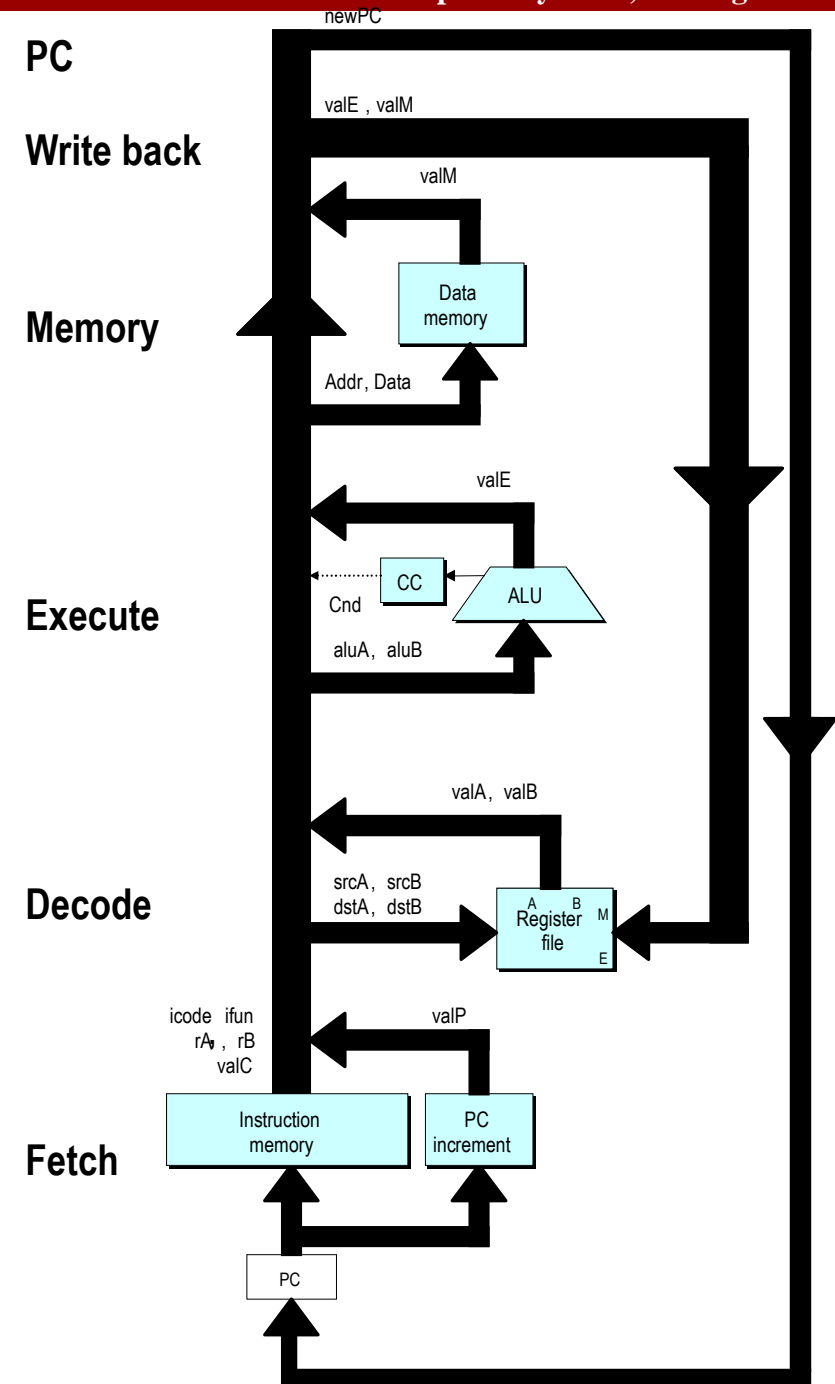 newPC
PC
valE , valM
Write back
valM
Data
memory
Memory
Addr, Data
valE
CC
ALU
Cnd
Execute
aluA, aluB
valA, valB
srcA, srcB
dstA, dstB
Decode
A B
M
Register
file
E
icode ifun
rA , rB
valC
valP
Instruction
memory
PC
increment
Fetch
PC